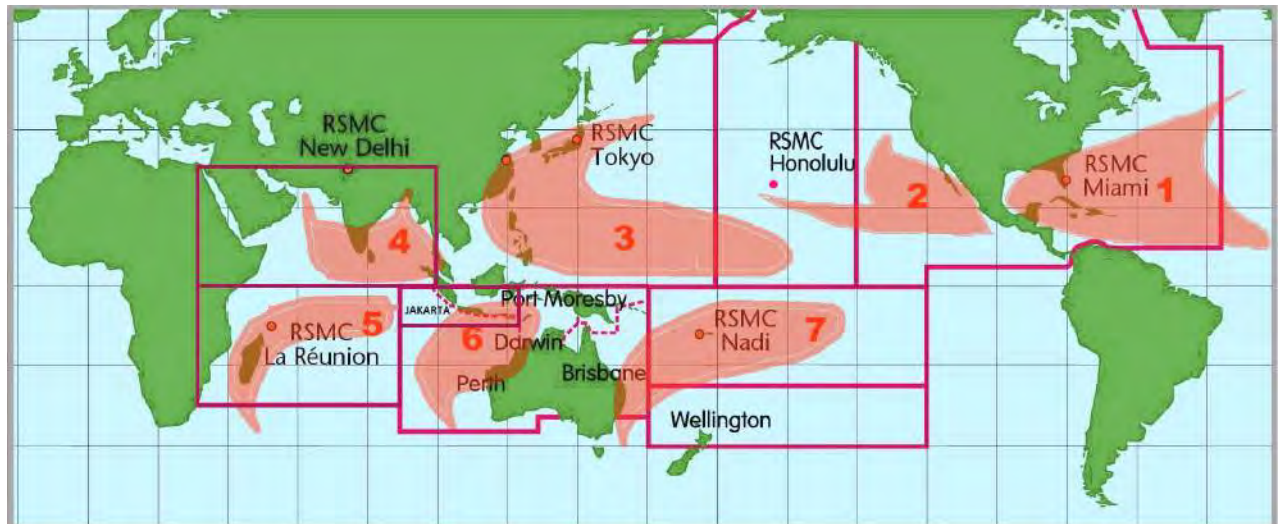 RSMC
New Delhi
RSMC
Tokyo
RSMC
Honolulu
RSMC
Miami
1
2
3
4
5
RSMC
La Réunion
JAKARTA
6
Port Moresby
Darwin
Perth
Brisbane
RSMC
Nadi
7
Wellington